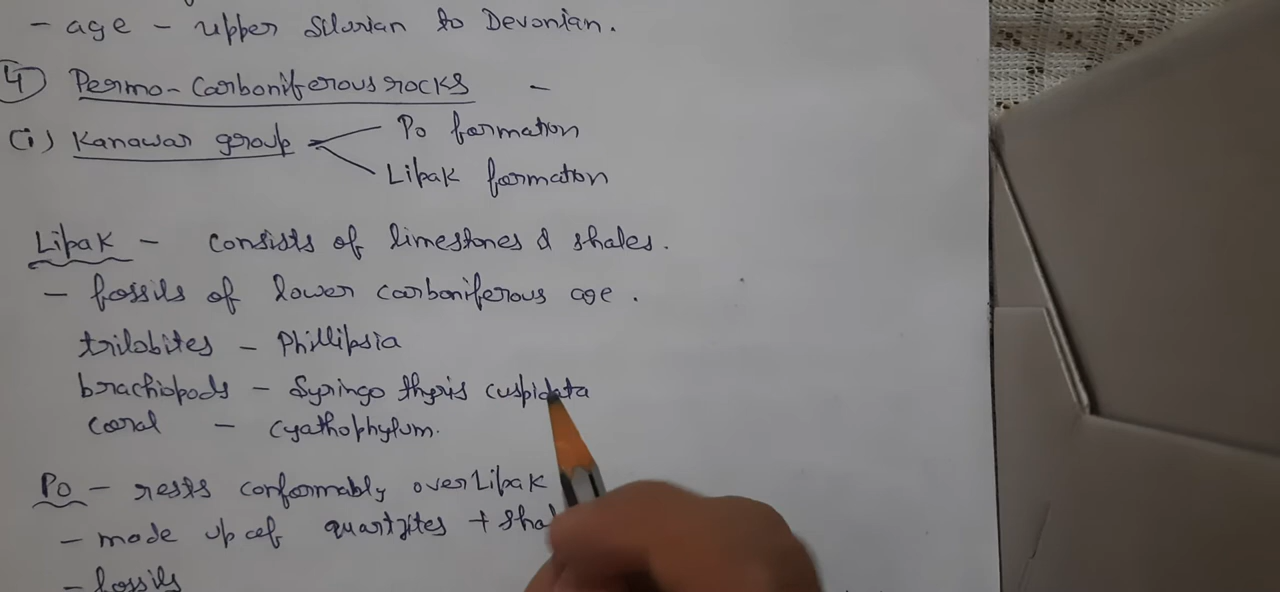 - age - upper Silurian to Devonian.
④ Permo-Carboniferous rocks -
(i) Kanawar group Po formation
Lipak formation
Lipak - consists of limestones & shales.
- fossils of lower carboniferous age.
trilobites - Phillipsia
brachiopods - Syringo thyris cuspidata
coral - cyathophylum.
Po - rests conformably over Lipak
- made up of quartzites + sha
- fossils